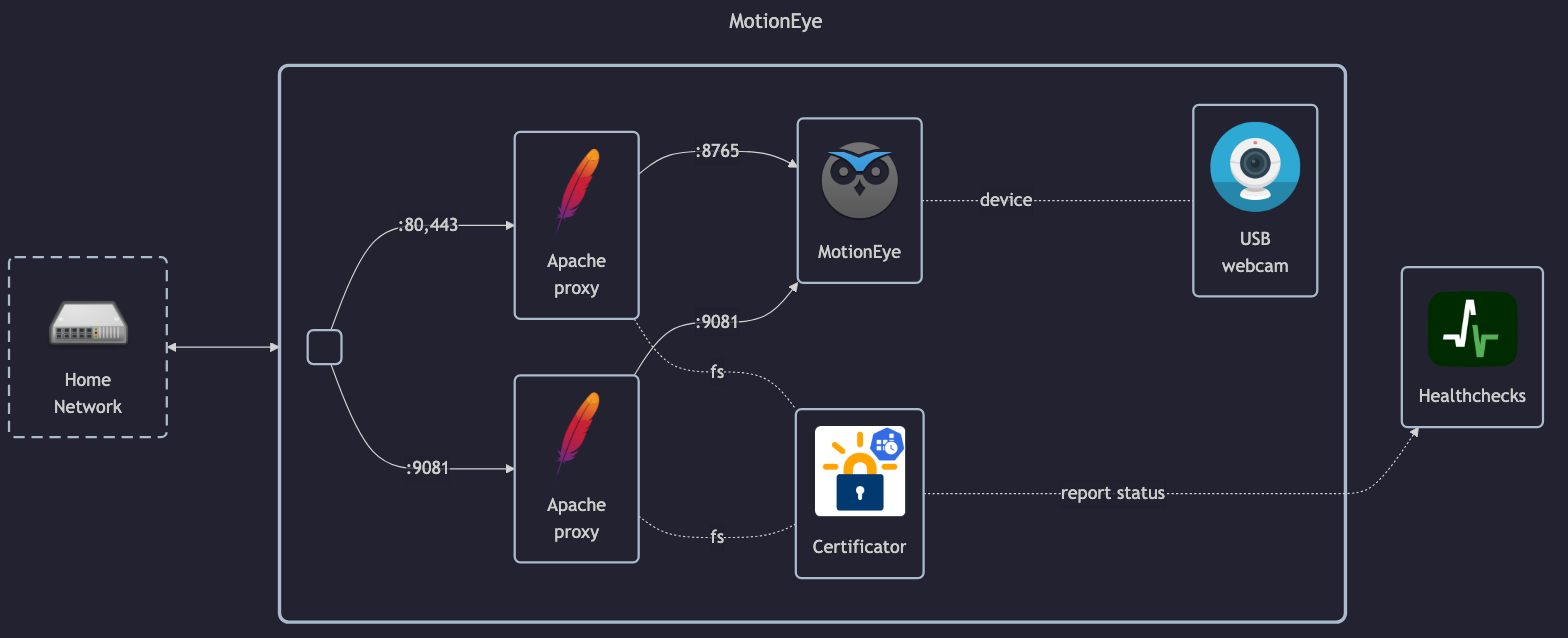 MotionEye
Home
Network
:80,443
:9081
Apache
proxy
Apache
proxy
:8765
:9081
fs
fs
MotionEye
Certificator
device
report status
USB
webcam
Healthchecks